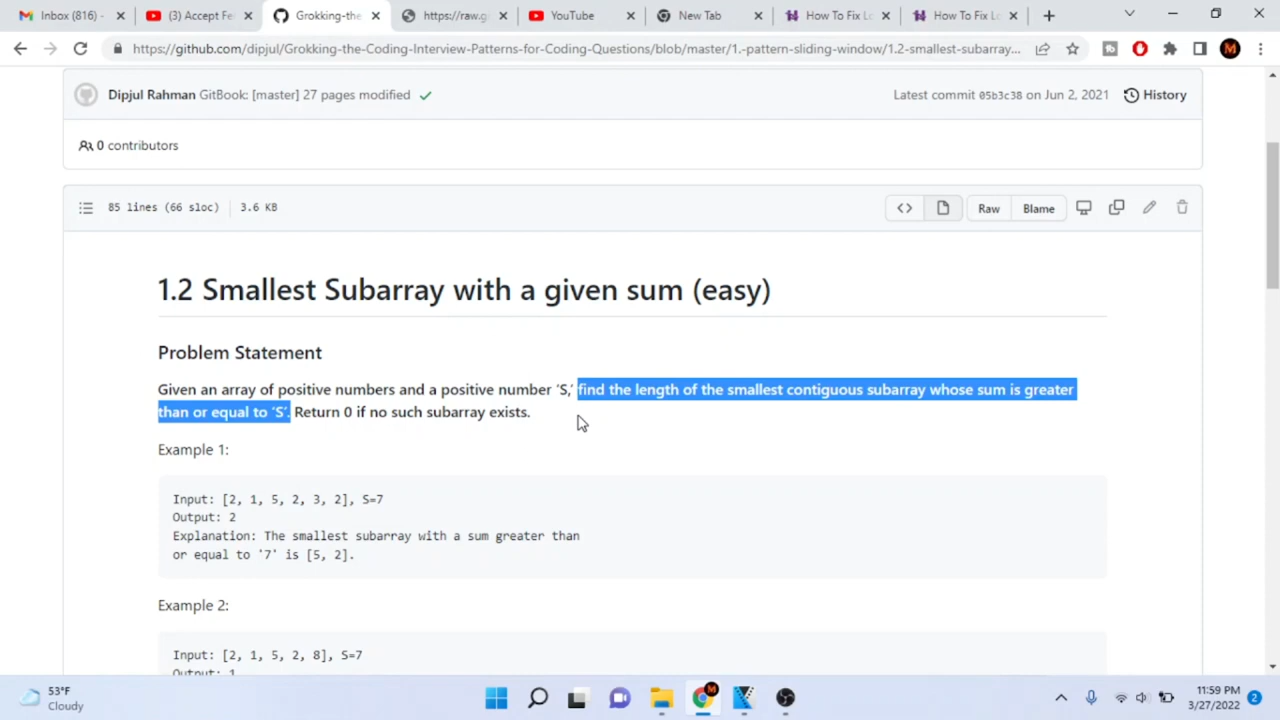 Inbox (816) -
(3) Accept Fe
Grokking-the
https://raw.g
YouTube
New Tab
How To Fix Lo
How To Fix Lo
https://github.com/dipjul/Grokking-the-Coding-Interview-Patterns-for-Coding-Questions/blob/master/1.-pattern-sliding-window/1.2-smallest-subarray...
M
Dipjul Rahman GitBook: [master] 27 pages modified
Latest commit 05b3c38 on Jun 2, 2021 History
0 contributors
85 lines (66 sloc) 3.6 KB
Raw Blame
1.2 Smallest Subarray with a given sum (easy)
Problem Statement
Given an array of positive numbers and a positive number ‘S,’ find the length of the smallest contiguous subarray whose sum is greater
than or equal to ‘S’. Return 0 if no such subarray exists.
Example 1:
Input: [2, 1, 5, 2, 3, 2], S=7
Output: 2
Explanation: The smallest subarray with a sum greater than
or equal to '7' is [5, 2].
Example 2:
Input: [2, 1, 5, 2, 8], S=7
Output: 1
53°F
Cloudy
M
11:59 PM
3/27/2022
2